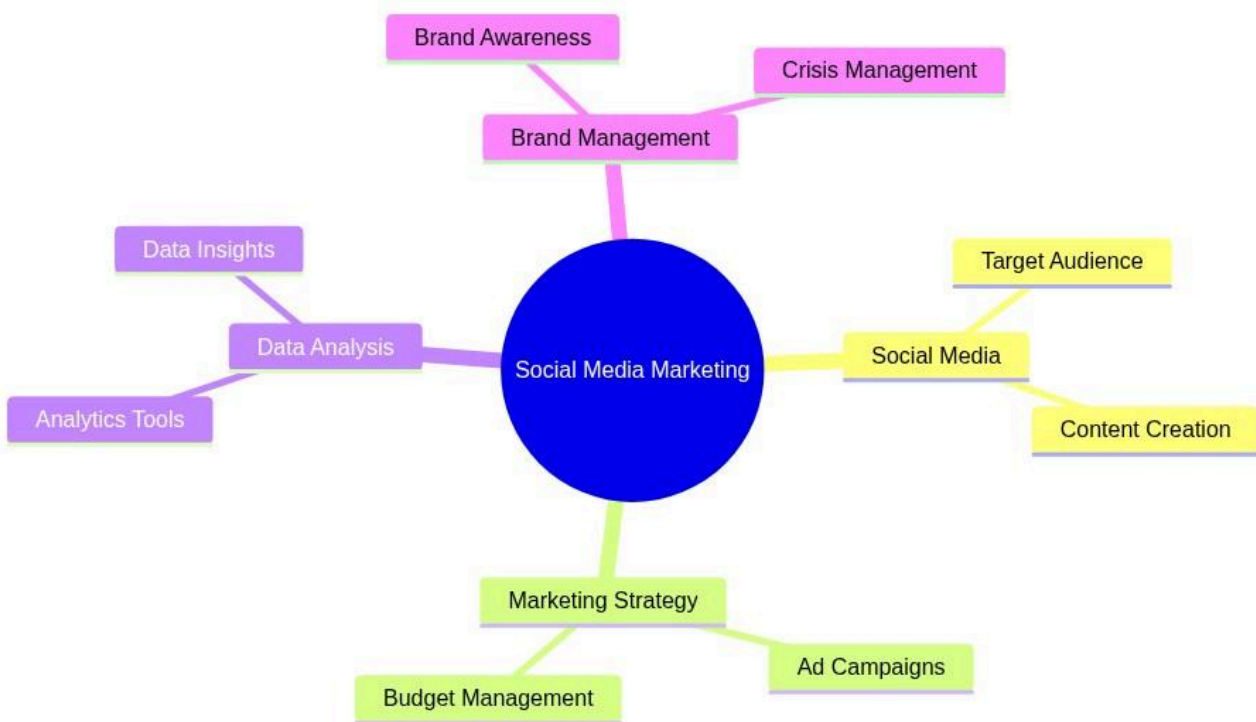 Brand Awareness
Crisis Management
Brand Management
Data Insights
Target Audience
Data Analysis
Social Media
Social Media Marketing
Analytics Tools
Content Creation
Marketing Strategy
Ad Campaigns
Budget Management